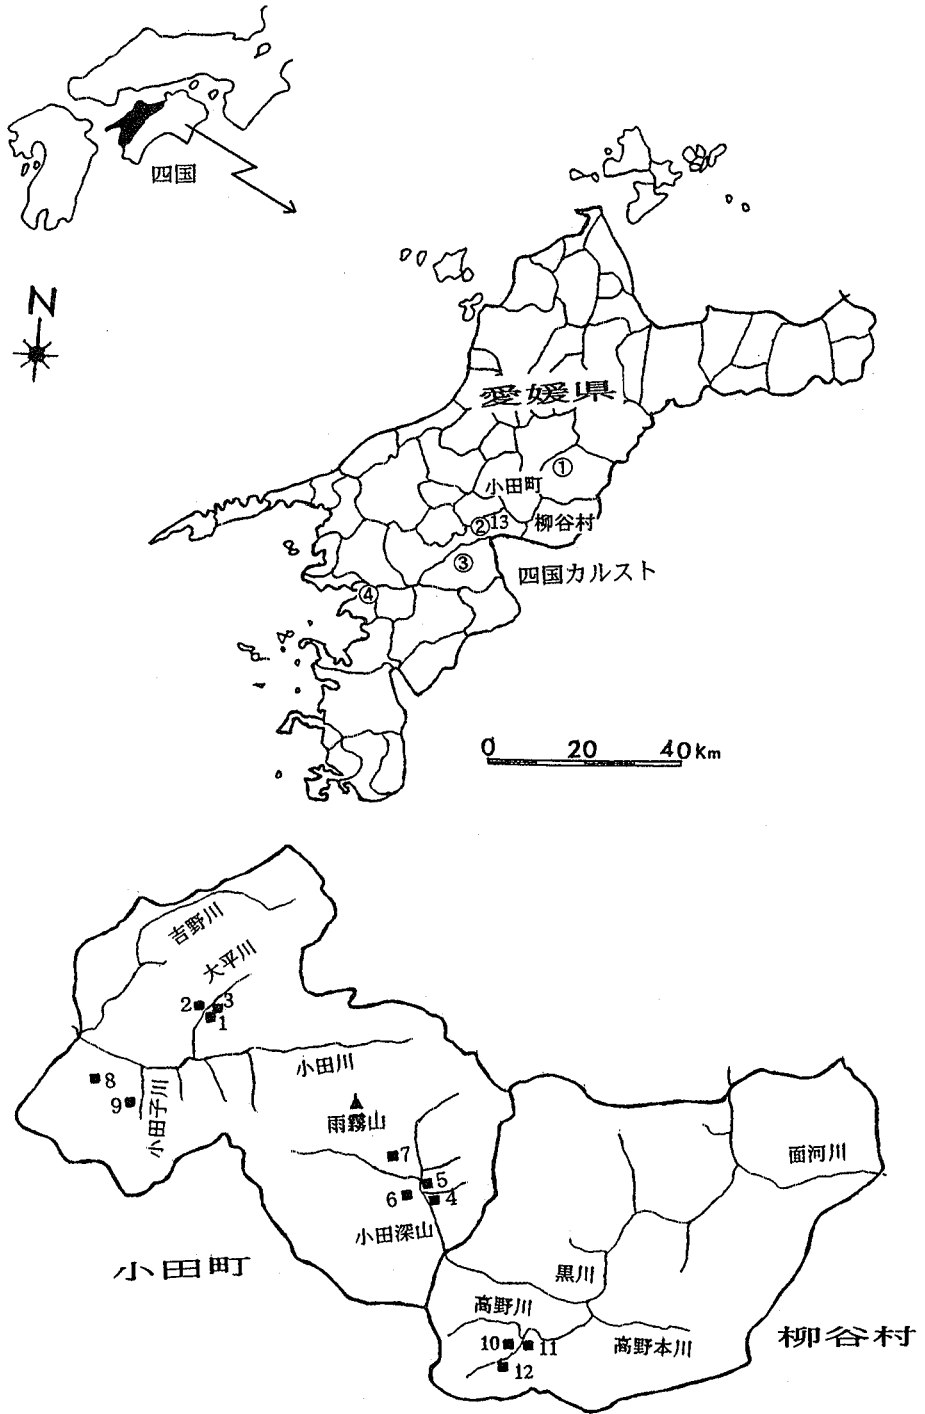 四国
N
愛媛県
①
小田町
②13
柳谷村
③
四国カルスト
④
0 20 40Km
吉野川
大平川
2
3
1
小田川
8
9
小田子川
雨霧山
7
5
6
4
小田深山
面河川
小田町
黒川
高野川
10
11
高野本川
12
柳谷村